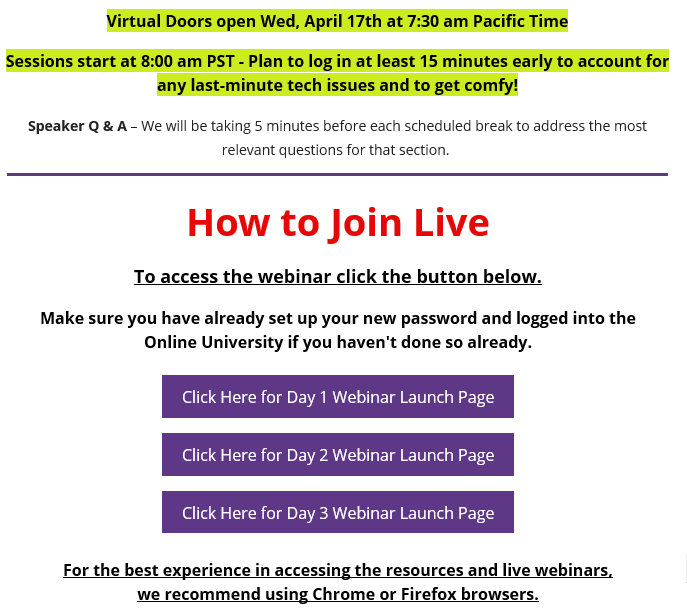 Virtual Doors open Wed, April 17th at 7:30 am Pacific Time
Sessions start at 8:00 am PST - Plan to log in at least 15 minutes early to account for
any last-minute tech issues and to get comfy!
Speaker Q & A – We will be taking 5 minutes before each scheduled break to address the most
relevant questions for that section.
How to Join Live
To access the webinar click the button below.
Make sure you have already set up your new password and logged into the
Online University if you haven't done so already.
Click Here for Day 1 Webinar Launch Page
Click Here for Day 2 Webinar Launch Page
Click Here for Day 3 Webinar Launch Page
For the best experience in accessing the resources and live webinars,
we recommend using Chrome or Firefox browsers.